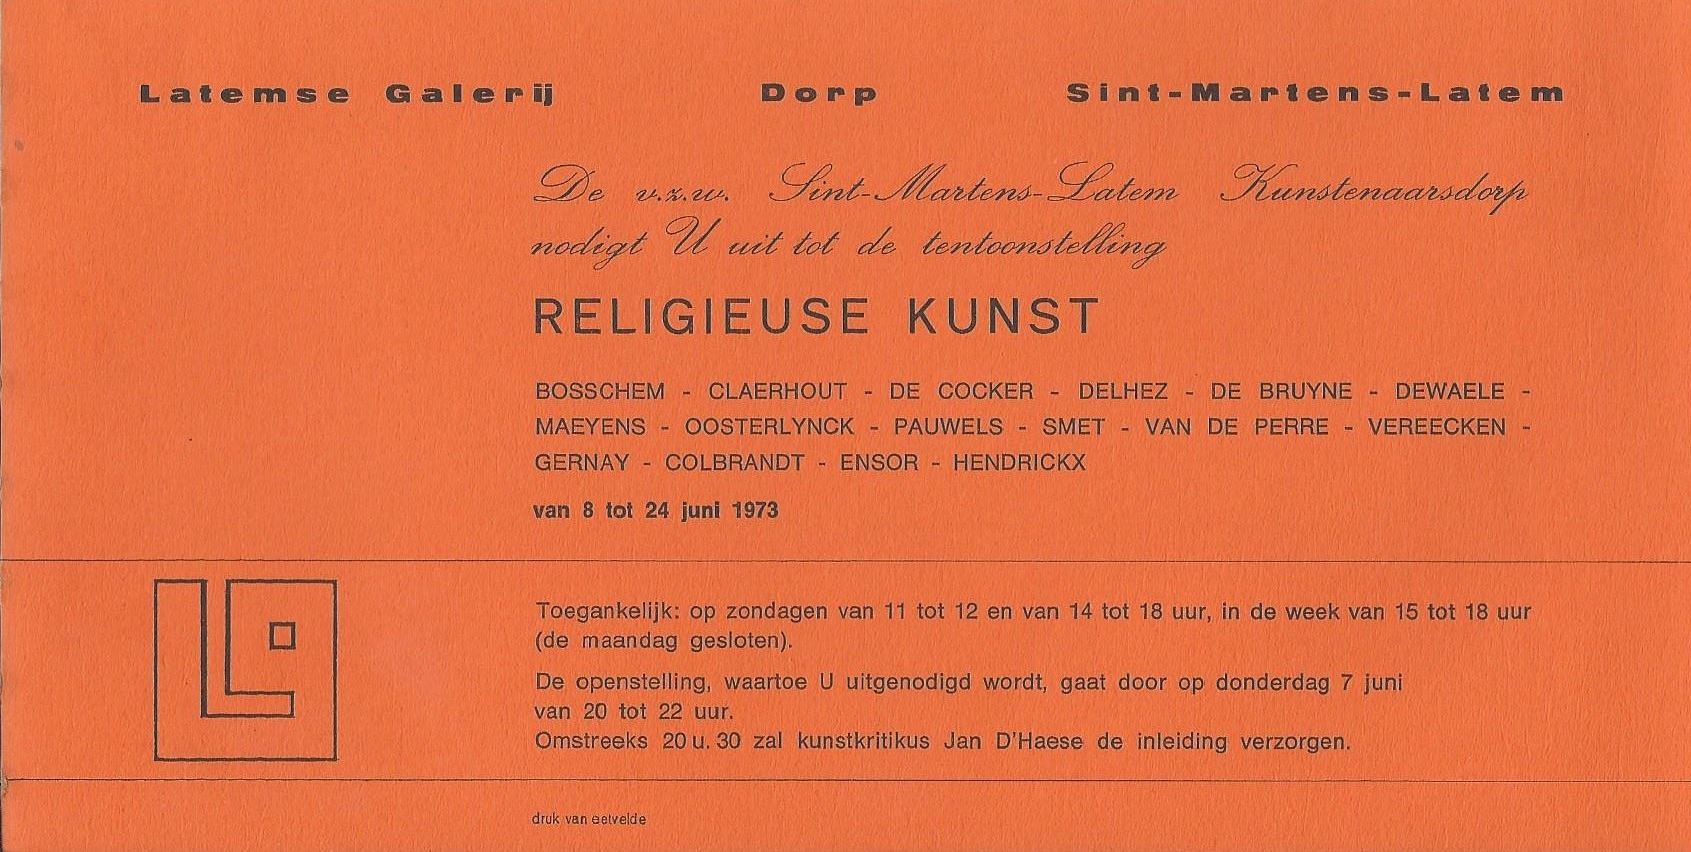 Latemse Galerij Dorp Sint-Martens-Latem
De v.z.w. Sint-Martens-Latem Kunstenaarsdorp
nodigt U uit tot de tentoonstelling
RELIGIEUSE KUNST
BOSSCHEM - CLAERHOUT - DE COCKER - DELHEZ - DE BRUYNE - DEWAELE -
MAEYENS - OOSTERLYNCK - PAUWELS - SMET - VAN DE PERRE - VEREECKEN -
GERNAY - COLBRANDT - ENSOR - HENDRICKX
van 8 tot 24 juni 1973
Toegankelijk: op zondagen van 11 tot 12 en van 14 tot 18 uur, in de week van 15 tot 18 uur
(de maandag gesloten).
De openstelling, waartoe U uitgenodigd wordt, gaat door op donderdag 7 juni
van 20 tot 22 uur.
Omstreeks 20 u. 30 zal kunstkritikus Jan D'Haese de inleiding verzorgen.
druk van eetvelde